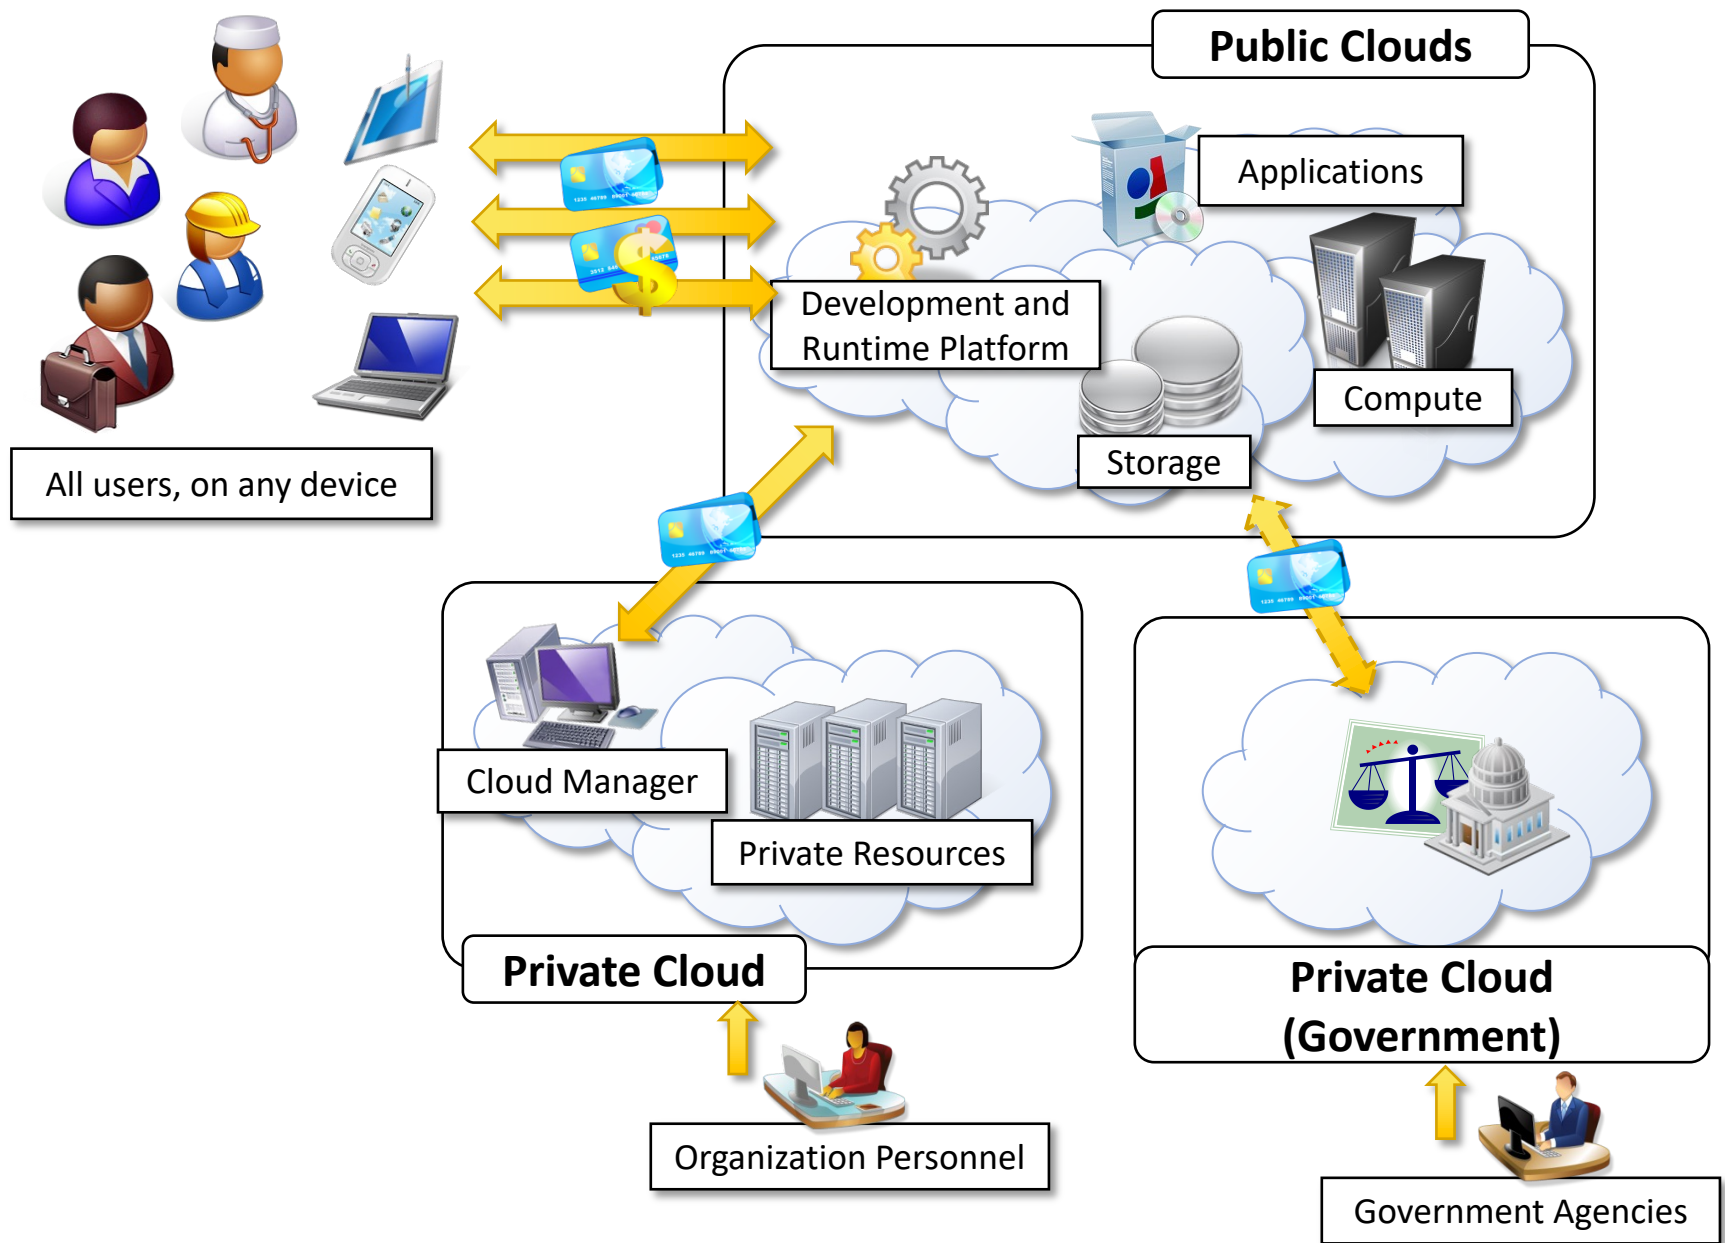 Public Clouds
Applications
Development and
Runtime Platform
Compute
Storage
All users, on any device
Cloud Manager
Private Resources
Private Cloud
Private Cloud
(Government)
Organization Personnel
Government Agencies